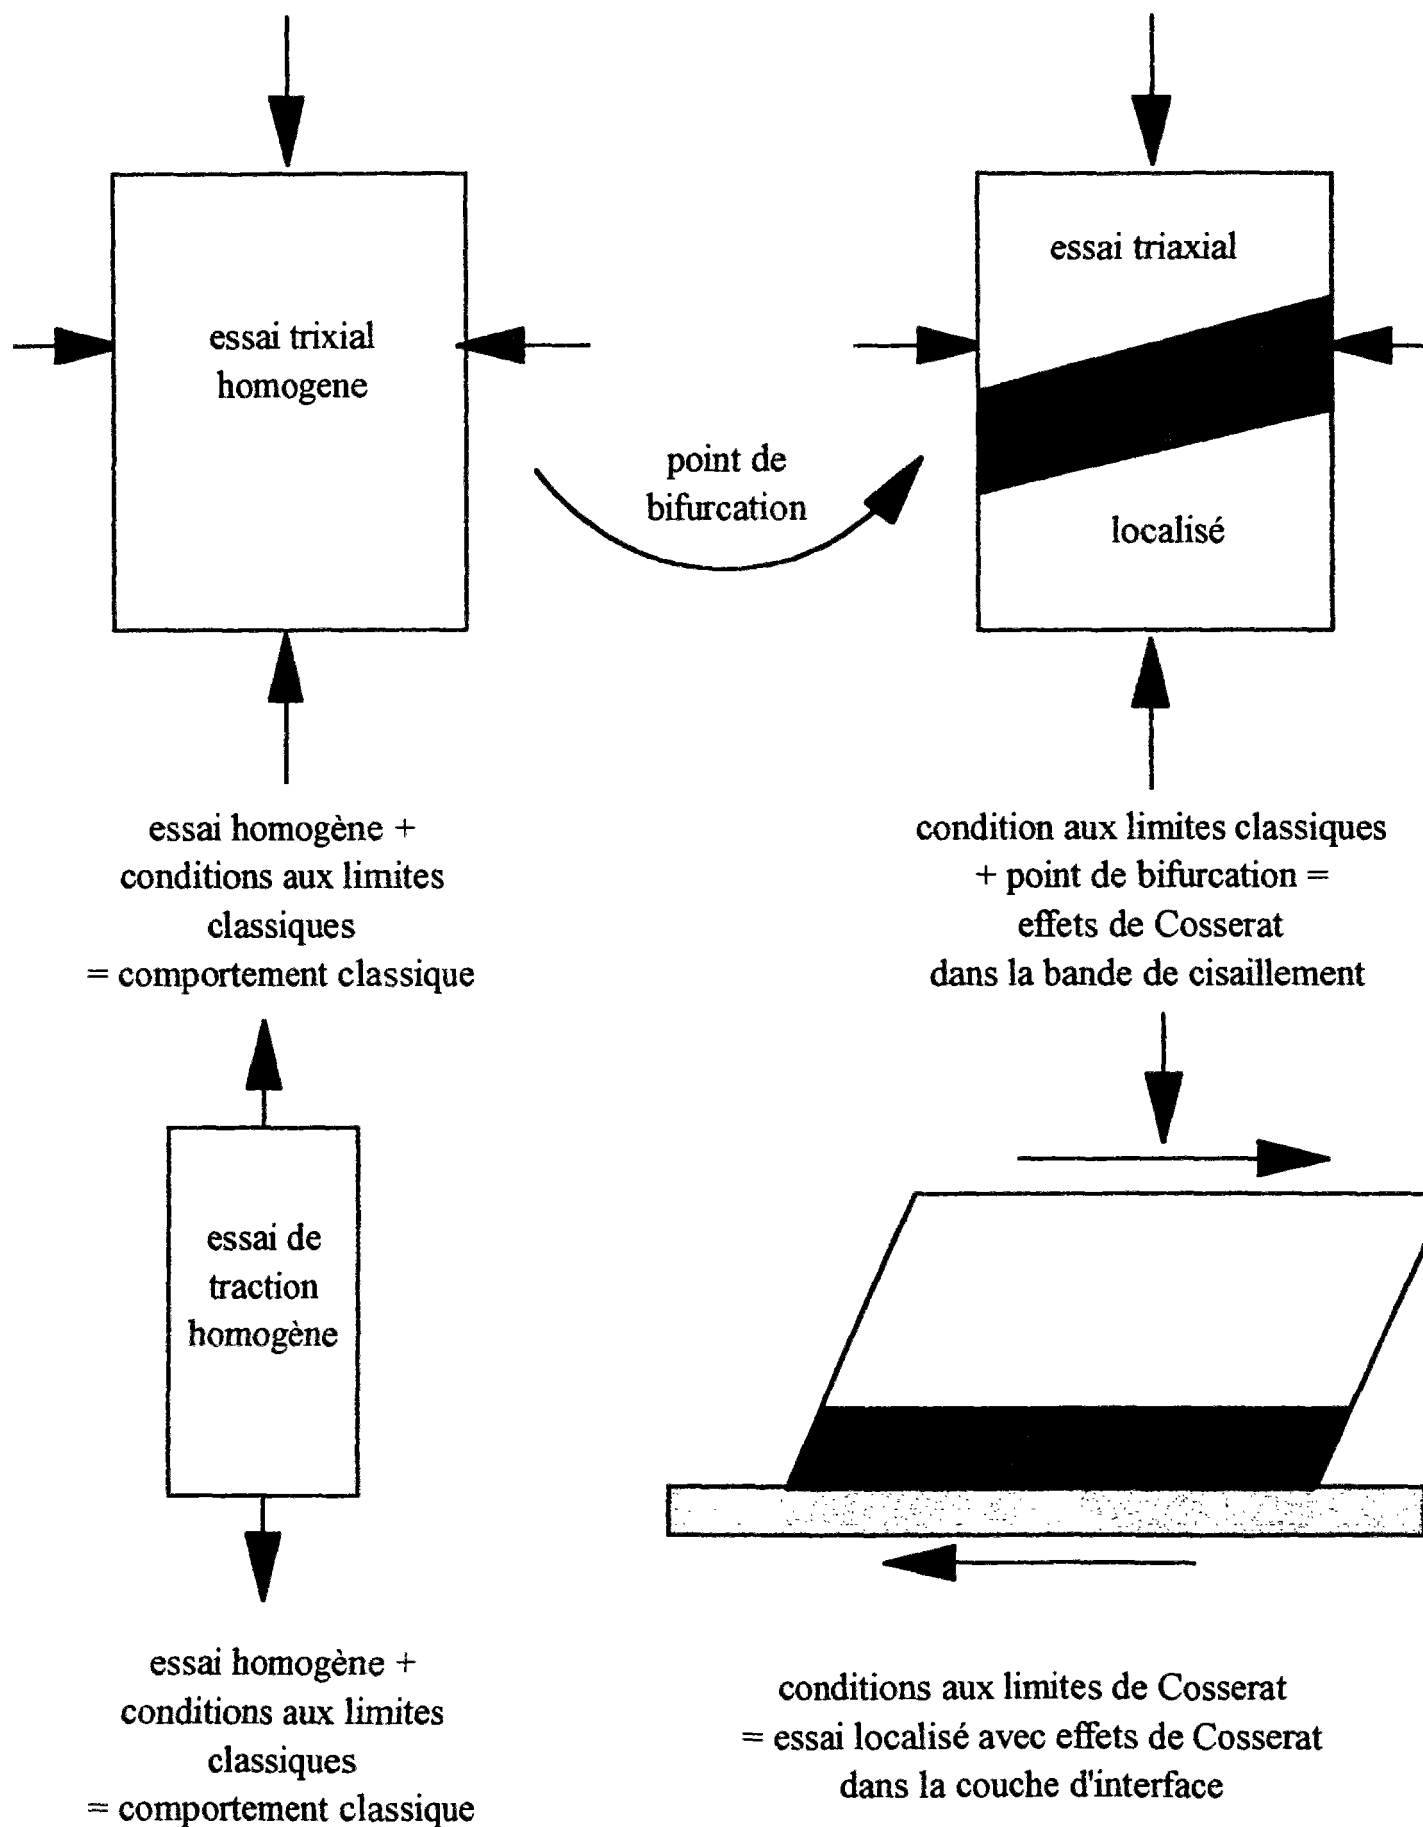 essai trixial
homogene
point de
bifurcation
essai triaxial
localisé
essai homogène +
conditions aux limites
classiques
= comportement classique
condition aux limites classiques
+ point de bifurcation =
effets de Cosserat
dans la bande de cisaillement
essai de
traction
homogène
essai homogène +
conditions aux limites
classiques
= comportement classique
conditions aux limites de Cosserat
= essai localisé avec effets de Cosserat
dans la couche d'interface